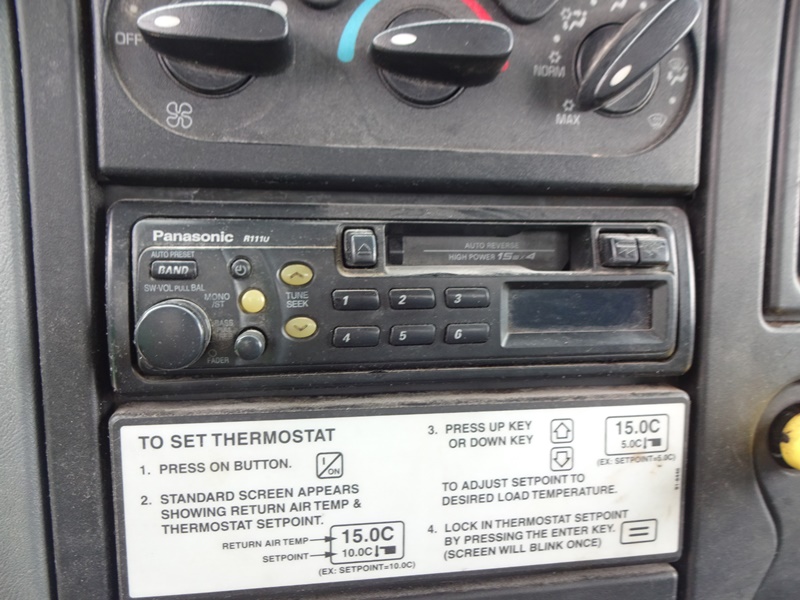 OFF
NORM
MAX
Panasonic R111U
AUTO REVERSE
HIGH POWER 15W×4
AUTO PRESET
BAND
SW-VOL PULL BAL
MONO
/ST
TUNE
SEEK
BASS
FADER
1 2 3
4 5 6
TO SET THERMOSTAT
1. PRESS ON BUTTON. I/ON
2. STANDARD SCREEN APPEARS
SHOWING RETURN AIR TEMP &
THERMOSTAT SETPOINT.
RETURN AIR TEMP → 15.0C
SETPOINT → 10.0C
(EX: SETPOINT=10.0C)
3. PRESS UP KEY
OR DOWN KEY
15.0C
5.0C
(EX: SETPOINT=5.0C)
TO ADJUST SETPOINT TO
DESIRED LOAD TEMPERATURE.
4. LOCK IN THERMOSTAT SETPOINT
BY PRESSING THE ENTER KEY.
(SCREEN WILL BLINK ONCE)